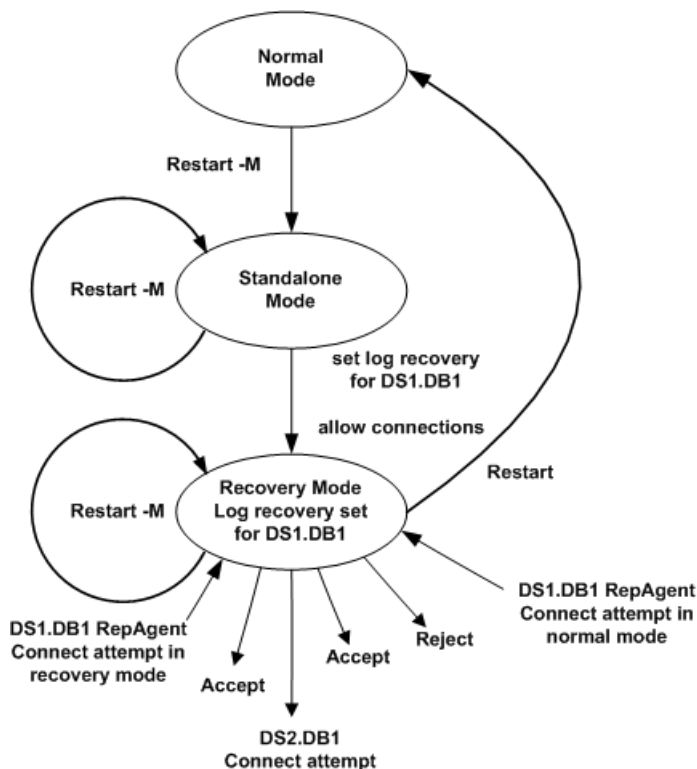 Normal
Mode
Restart -M
Restart -M
Standalone
Mode
set log recovery
for DS1.DB1
allow connections
Restart
Restart -M
Recovery Mode
Log recovery set
for DS1.DB1
DS1.DB1 RepAgent
Connect attempt in
recovery mode
DS1.DB1 RepAgent
Connect attempt in
normal mode
Accept
Accept
Reject
DS2.DB1
Connect attempt